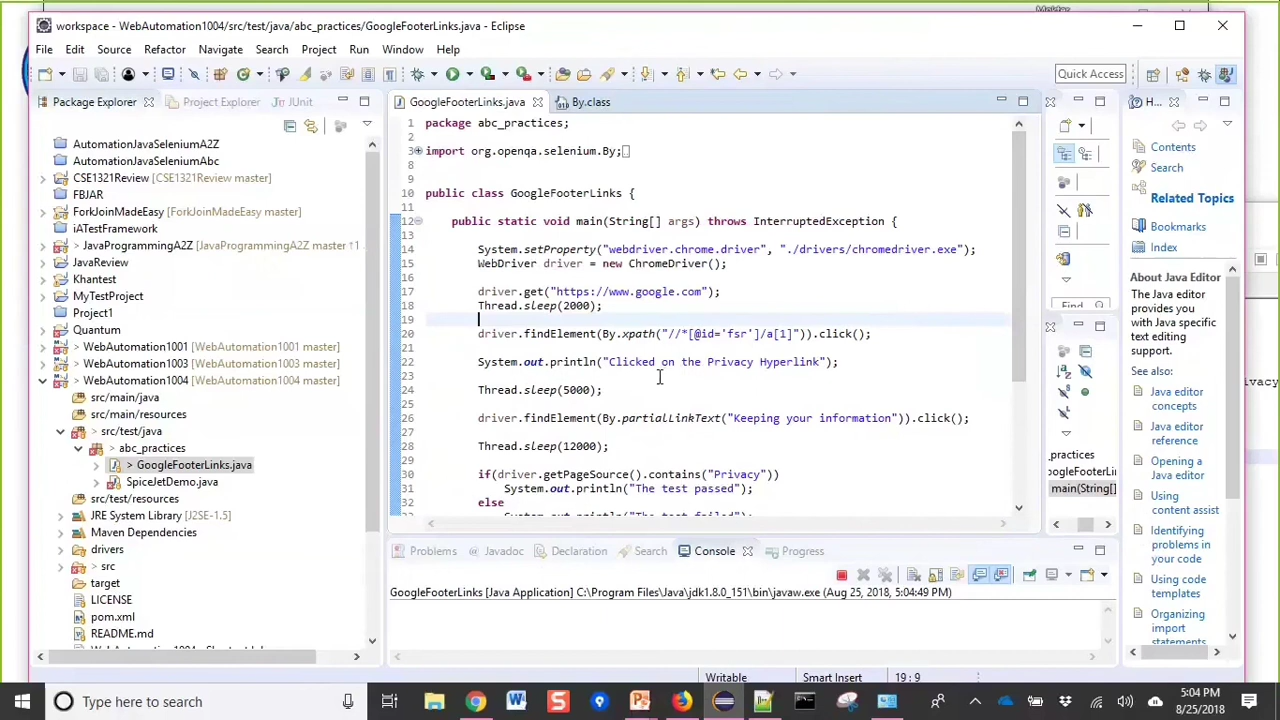 workspace - WebAutomation1004/src/test/java/abc_practices/GoogleFooterLinks.java - Eclipse
File Edit Source Refactor Navigate Search Project Run Window Help
Quick Access
Package Explorer Project Explorer JUnit
AutomationJavaSeleniumA2Z
AutomationJavaSeleniumAbc
CSE1321Review [CSE1321Review master]
FBJAR
ForkJoinMadeEasy [ForkJoinMadeEasy master]
iATestFramework
> JavaProgrammingA2Z [JavaProgrammingA2Z master ↑1
JavaReview
Khantest
MyTestProject
Project1
Quantum
> WebAutomation1001 [WebAutomation1001 master]
> WebAutomation1003 [WebAutomation1003 master]
> WebAutomation1004 [WebAutomation1004 master]
src/main/java
src/main/resources
> src/test/java
> abc_practices
> GoogleFooterLinks.java
SpiceJetDemo.java
src/test/resources
JRE System Library [J2SE-1.5]
Maven Dependencies
drivers
> src
target
LICENSE
pom.xml
README.md
GoogleFooterLinks.java By.class
1 package abc_practices;
2
3 import org.openqa.selenium.By;
8
9
10 public class GoogleFooterLinks {
11
12 public static void main(String[] args) throws InterruptedException {
13
14 System.setProperty("webdriver.chrome.driver", "./drivers/chromedriver.exe");
15 WebDriver driver = new ChromeDriver();
16
17 driver.get("https://www.google.com");
18 Thread.sleep(2000);
19
20 driver.findElement(By.xpath("//*[@id='fsr']/a[1]")).click();
21
22 System.out.println("Clicked on the Privacy Hyperlink");
23
24 Thread.sleep(5000);
25
26 driver.findElement(By.partialLinkText("Keeping your information")).click();
27
28 Thread.sleep(12000);
29
30 if(driver.getPageSource().contains("Privacy"))
31 System.out.println("The test passed");
32 else
System.out.println("The test failed");
Find
_practices
oogleFooterLin
main(String[]
H...
Contents
Search
Related Topics
Bookmarks
Index
About Java Editor
The Java editor
provides you
with Java specific
text editing
support.
See also:
Java editor
concepts
Java editor
reference
Opening a
Java editor
Using
content assist
Identifying
problems in
your code
Using code
templates
Organizing
import
statements
ivacy
Problems Javadoc Declaration Search Console Progress
GoogleFooterLinks [Java Application] C:\Program Files\Java\jdk1.8.0_151\bin\javaw.exe (Aug 25, 2018, 5:04:49 PM)
Writable Smart Insert 19 : 9
Type here to search
5:04 PM
8/25/2018